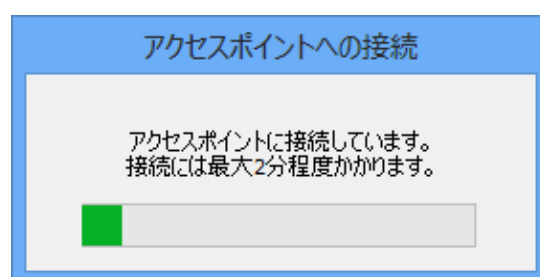 アクセスポイントへの接続
アクセスポイントに接続しています。
接続には最大2分程度かかります。